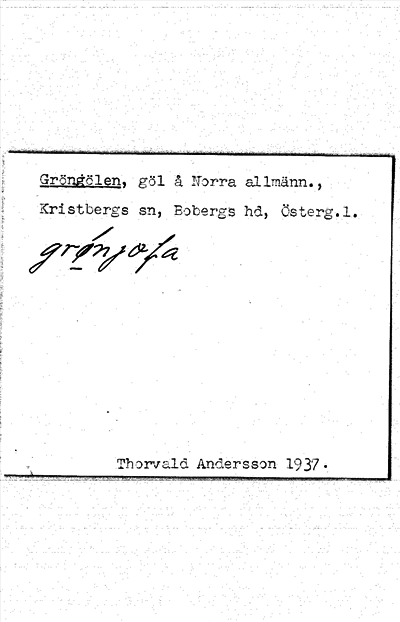 Gröngölen, göl å Norra allmänn.,
Kristbergs sn, Bobergs hd, Österg.l.
Thorvald Andersson 1937.